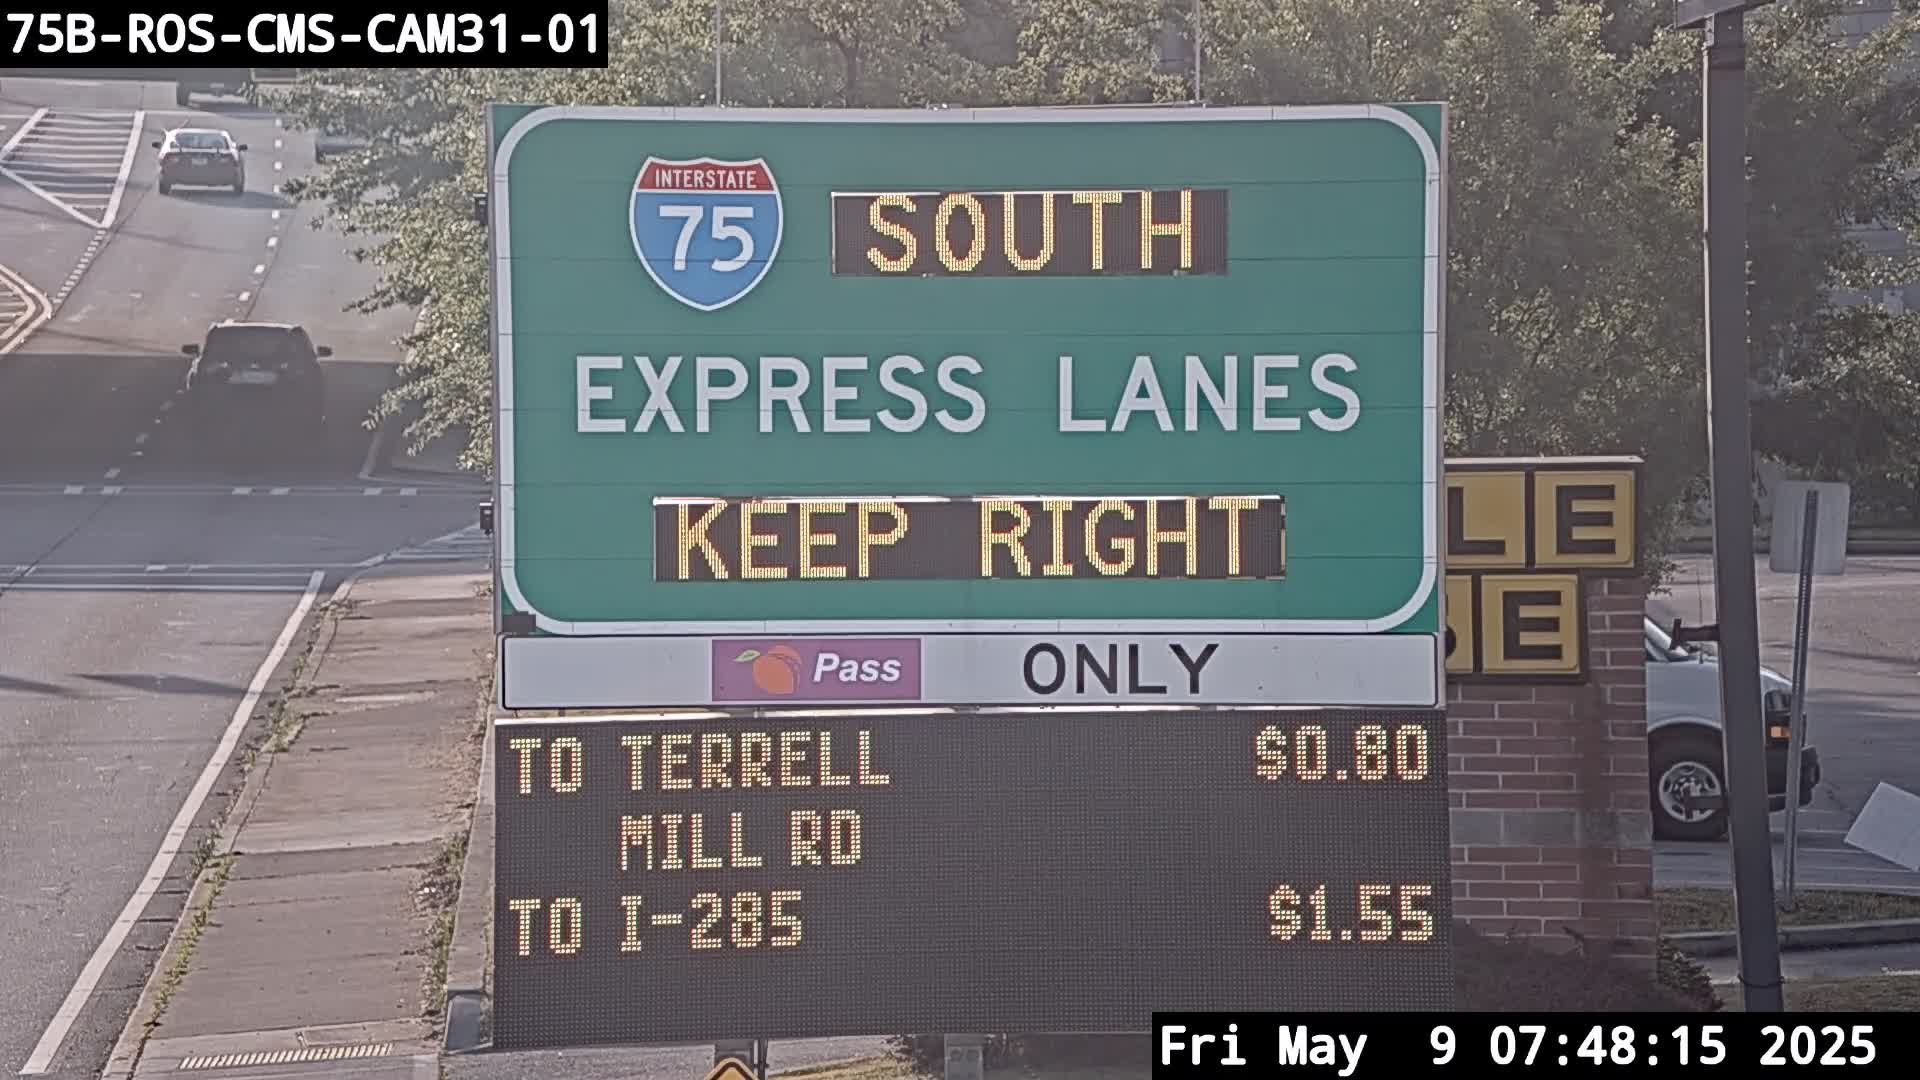 75B-ROS-CMS-CAM31-01
INTERSTATE
75 SOUTH
EXPRESS LANES
KEEP RIGHT
Pass ONLY
TO TERRELL $0.80
MILL RD
TO I-285 $1.55
LE
E
Fri May 9 07:48:15 2025